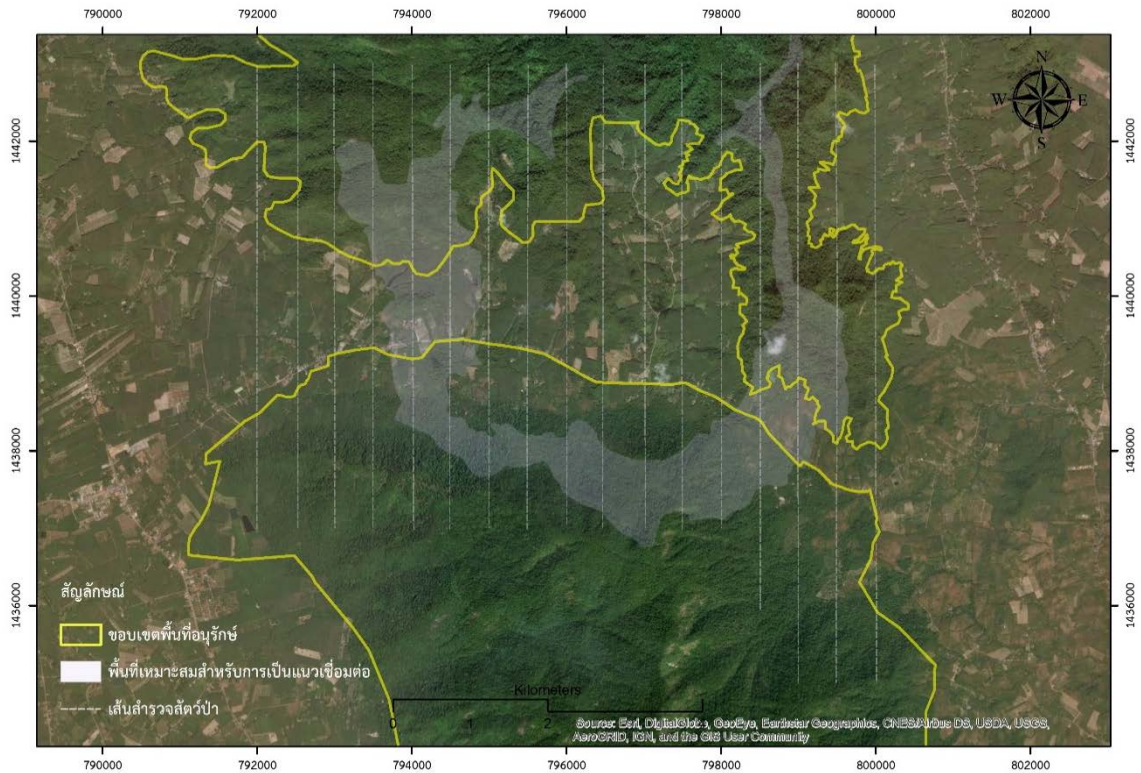 790000 792000 794000 796000 798000 800000 802000
N
W E
S
1442000 1442000
1440000 1440000
1438000 1438000
1436000 1436000
สัญลักษณ์
ขอบเขตพื้นที่อนุรักษ์
พื้นที่เหมาะสมสำหรับการเป็นแนวเชื่อมต่อ
เส้นสำรวจสัตว์ป่า
Kilometers
0 1 2
Source: Esri, DigitalGlobe, GeoEye, Earthstar Geographics, CNES/Airbus DS, USDA, USGS,
AeroGRID, IGN, and the GIS User Community
790000 792000 794000 796000 798000 800000 802000